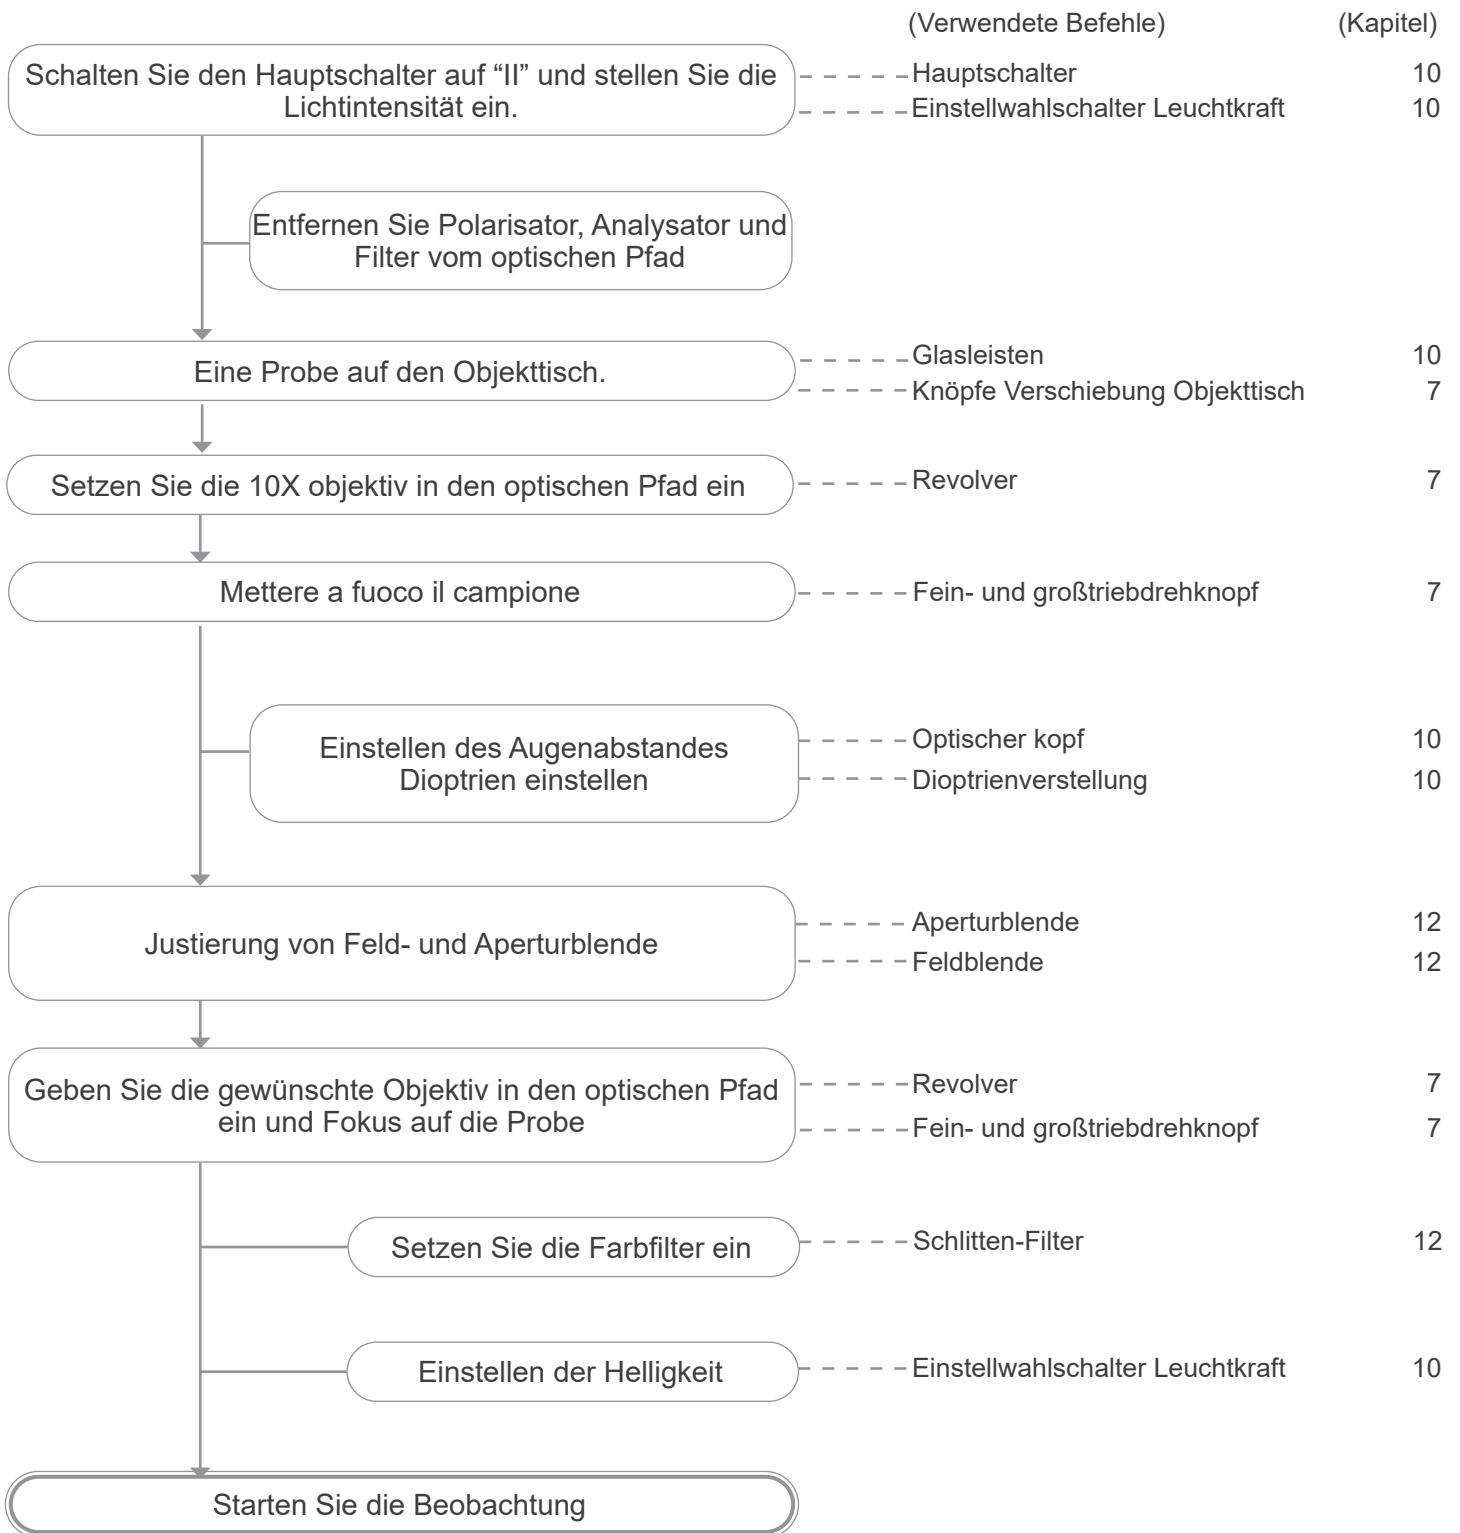 (Verwendete Befehle) (Kapitel)
Schalten Sie den Hauptschalter auf “II” und stellen Sie die
Lichtintensität ein.
Hauptschalter 10
Einstellwahlschalter Leuchtkraft 10
Entfernen Sie Polarisator, Analysator und
Filter vom optischen Pfad
Eine Probe auf den Objekttisch.
Glasleisten 10
Knöpfe Verschiebung Objekttisch 7
Setzen Sie die 10X objektiv in den optischen Pfad ein
Revolver 7
Mettere a fuoco il campione
Fein- und großtriebdrehknopf 7
Einstellen des Augenabstandes
Dioptrien einstellen
Optischer kopf 10
Dioptrienverstellung 10
Justierung von Feld- und Aperturblende
Aperturblende 12
Feldblende 12
Geben Sie die gewünschte Objektiv in den optischen Pfad
ein und Fokus auf die Probe
Revolver 7
Fein- und großtriebdrehknopf 7
Setzen Sie die Farbfilter ein
Schlitten-Filter 12
Einstellen der Helligkeit
Einstellwahlschalter Leuchtkraft 10
Starten Sie die Beobachtung